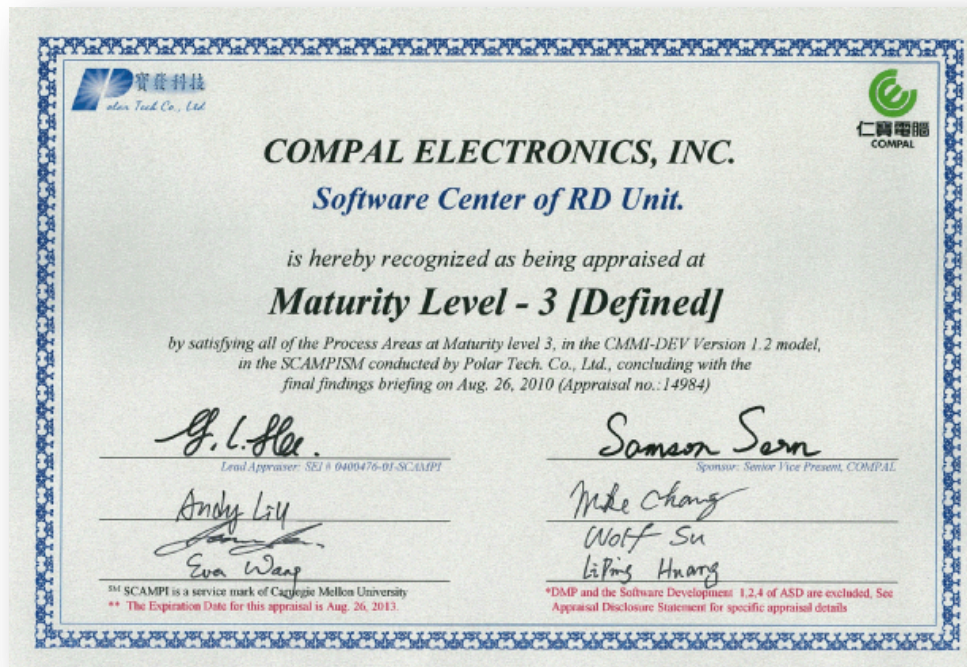 寶發科技
olar Tech Co., Ltd
仁寶電腦
COMPAL
COMPAL ELECTRONICS, INC.
Software Center of RD Unit.
is hereby recognized as being appraised at
Maturity Level - 3 [Defined]
by satisfying all of the Process Areas at Maturity level 3, in the CMMI-DEV Version 1.2 model,
in the SCAMPISM conducted by Polar Tech. Co., Ltd., concluding with the
final findings briefing on Aug. 26, 2010 (Appraisal no.:14984)
Samson
Lead Appraiser: SEI # 0400476-01-SCAMPI
Sponsor: Senior Vice Present, COMPAL
Andy Liu
Mike Chang
Wolf Su
Eva Wang
LiPing Huang
SM SCAMPI is a service mark of Carnegie Mellon University
** The Expiration Date for this appraisal is Aug. 26, 2013.
*DMP and the Software Development 1,2,4 of ASD are excluded, See
Appraisal Disclosure Statement for specific appraisal details